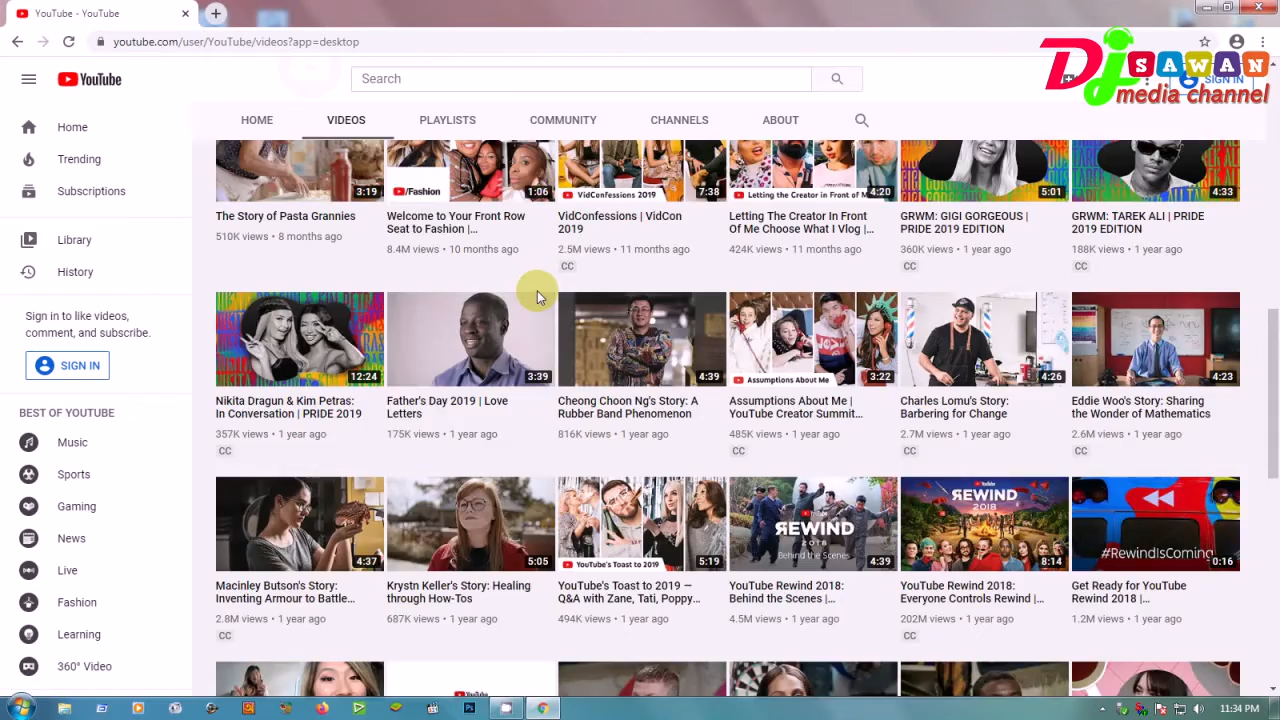 YouTube - YouTube
youtube.com/user/YouTube/videos?app=desktop
Dj SAWAN
media channel
YouTube
Search
SIGN IN
HOME VIDEOS PLAYLISTS COMMUNITY CHANNELS ABOUT
Home
Trending
Subscriptions
Library
History
Sign in to like videos,
comment, and subscribe.
SIGN IN
BEST OF YOUTUBE
Music
Sports
Gaming
News
Live
Fashion
Learning
360° Video
3:19
/Fashion
1:06
VidConfessions 2019
7:38
Letting the Creator in Front of M
4:20
5:01
4:33
The Story of Pasta Grannies
510K views • 8 months ago
Welcome to Your Front Row
Seat to Fashion |...
8.4M views • 10 months ago
VidConfessions | VidCon
2019
2.5M views • 11 months ago
CC
Letting The Creator In Front
Of Me Choose What I Vlog |...
424K views • 11 months ago
GRWM: GIGI GORGEOUS |
PRIDE 2019 EDITION
360K views • 1 year ago
CC
GRWM: TAREK ALI | PRIDE
2019 EDITION
188K views • 1 year ago
CC
12:24
3:39
4:39
Assumptions About Me
3:22
4:26
4:23
Nikita Dragun & Kim Petras:
In Conversation | PRIDE 2019
357K views • 1 year ago
CC
Father's Day 2019 | Love
Letters
175K views • 1 year ago
Cheong Choon Ng's Story: A
Rubber Band Phenomenon
816K views • 1 year ago
Assumptions About Me |
YouTube Creator Summit...
485K views • 1 year ago
CC
Charles Lomu's Story:
Barbering for Change
2.7M views • 1 year ago
CC
Eddie Woo's Story: Sharing
the Wonder of Mathematics
2.6M views • 1 year ago
CC
4:37
5:05
YouTube's Toast to 2019
5:19
YouTube
REWIND
2018
Behind the Scenes
4:39
YouTube
ЯEWIND
2018
8:14
#RewindIsComing
0:16
Macinley Butson's Story:
Inventing Armour to Battle...
2.8M views • 1 year ago
CC
Krystn Keller's Story: Healing
through How-Tos
687K views • 1 year ago
YouTube's Toast to 2019 —
Q&A with Zane, Tati, Poppy...
494K views • 1 year ago
YouTube Rewind 2018:
Behind the Scenes |...
4.5M views • 1 year ago
YouTube Rewind 2018:
Everyone Controls Rewind |...
202M views • 1 year ago
CC
Get Ready for YouTube
Rewind 2018 |...
1.2M views • 1 year ago
11:34 PM